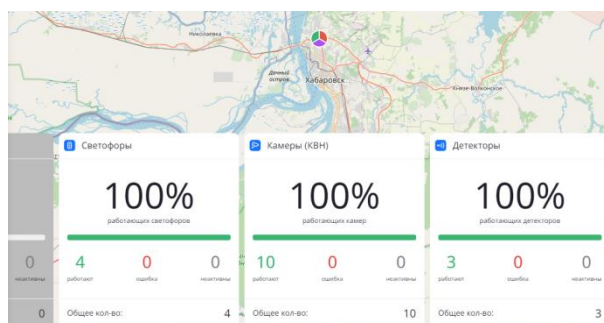 Николаевка
Дачный
остров
Хабаровск
Князе-Волконское
Светофоры
Камеры (КВН)
Детекторы
100%
100%
100%
работающих светофоров
работающих камер
работающих детекторов
0
4
0
0
10
0
0
3
0
0
неактивны
работают
ошибка
неактивны
работают
ошибка
неактивны
работают
ошибка
неактивны
0
Общее кол-во:
4
Общее кол-во:
10
Общее кол-во:
3